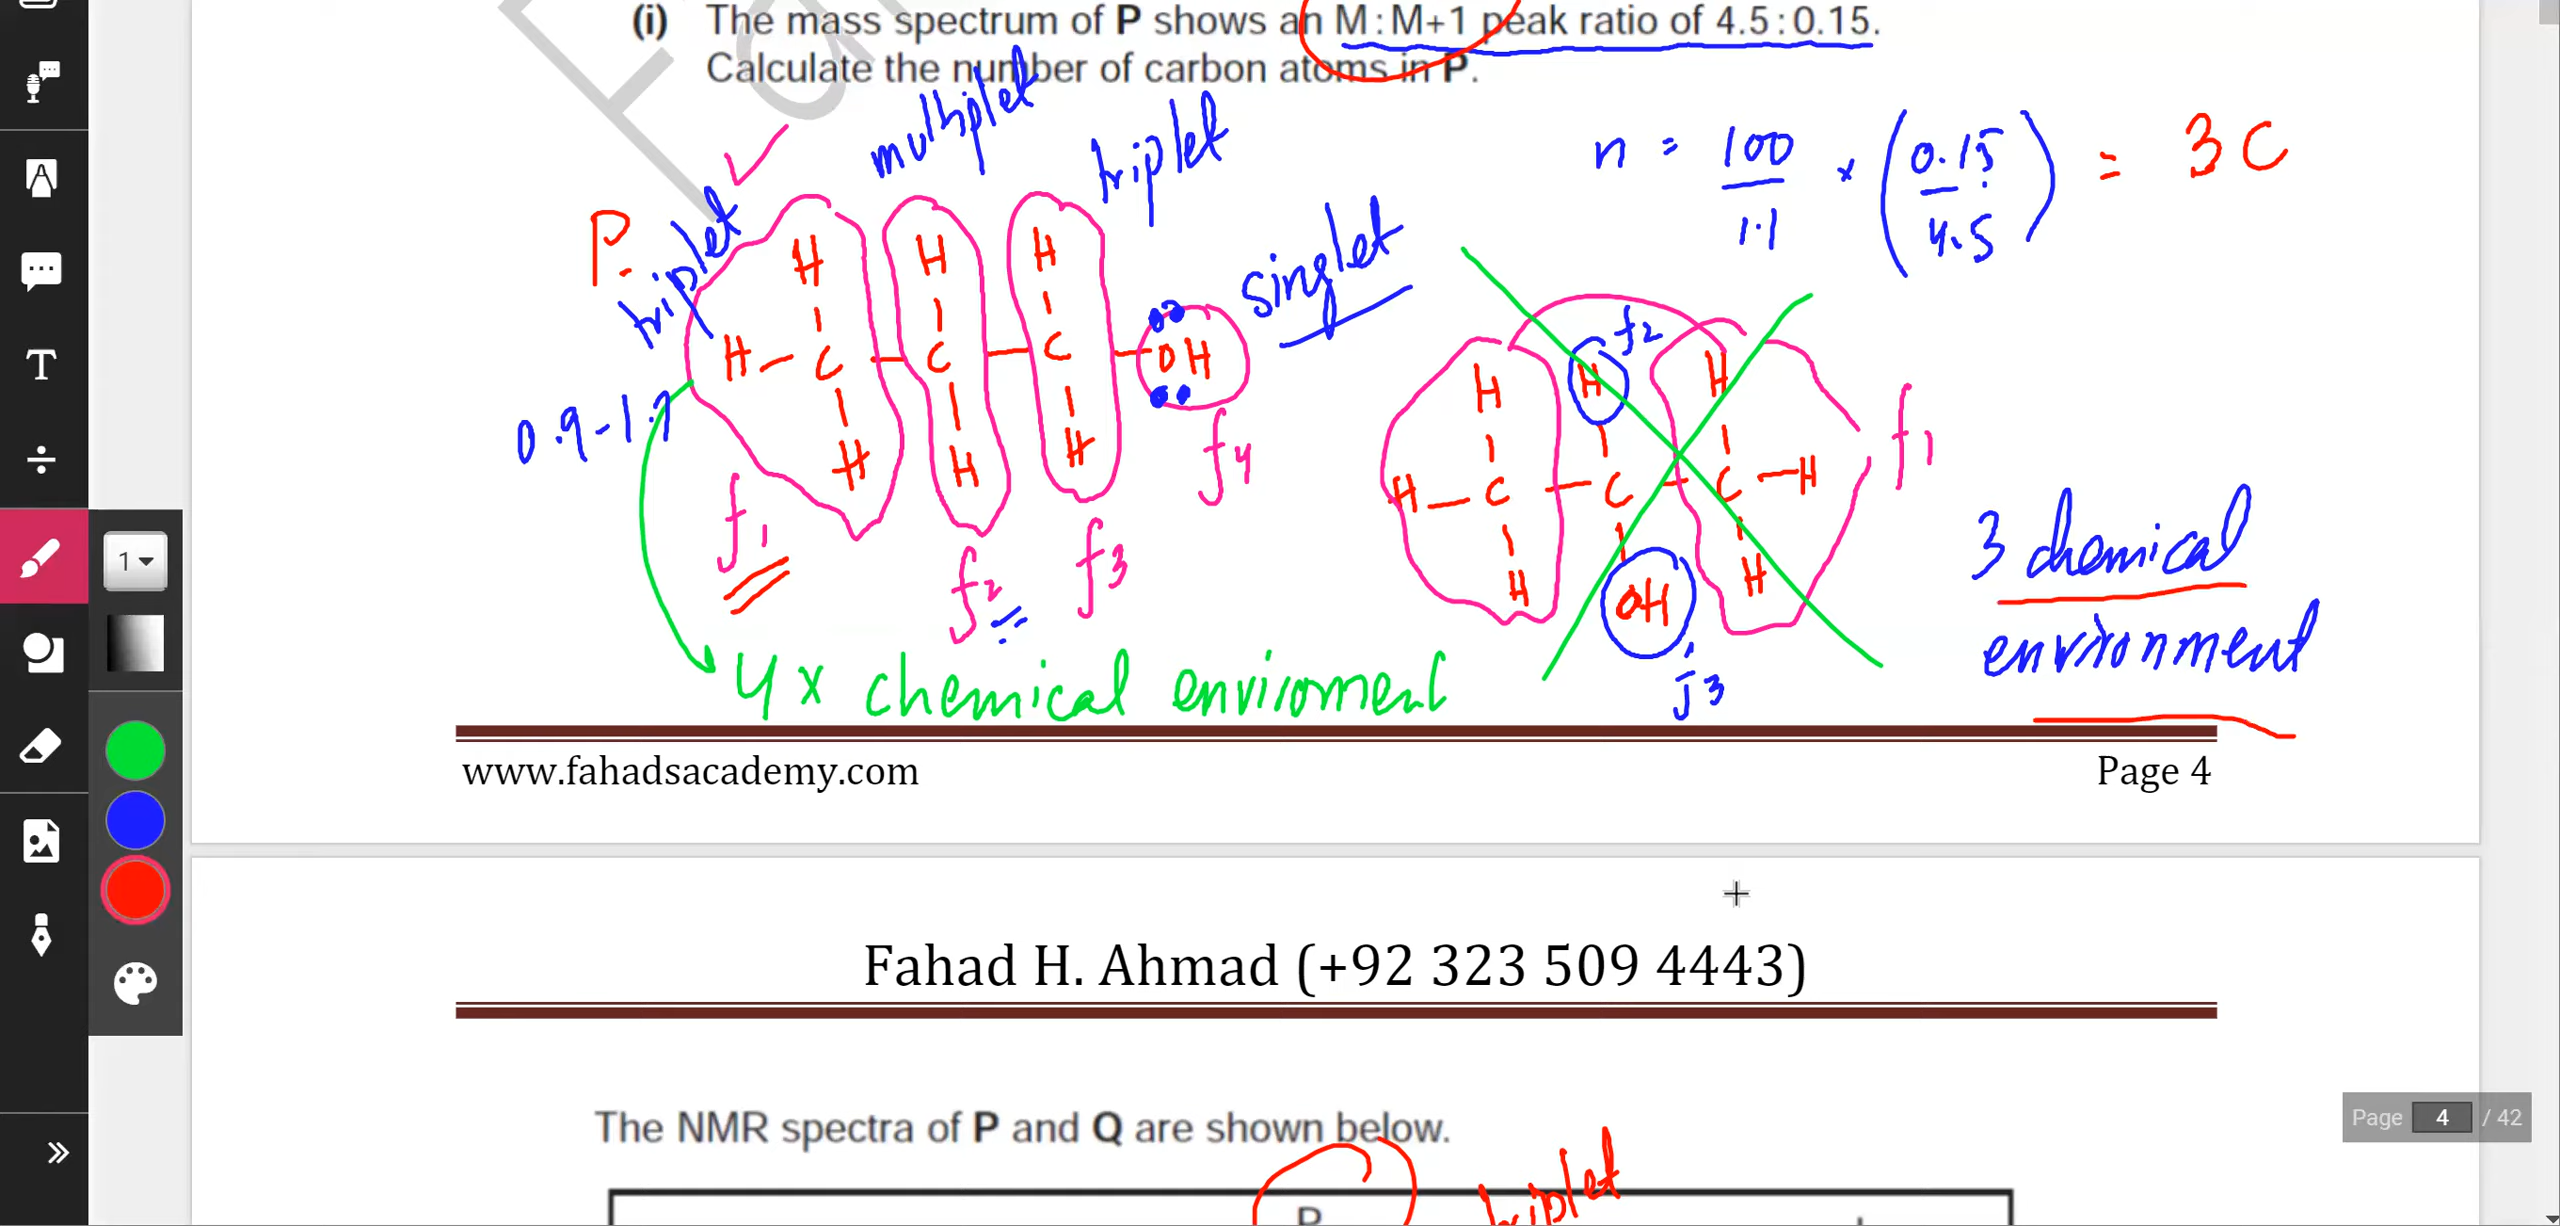 (i) The mass spectrum of P shows an M:M+1 peak ratio of 4.5:0.15.
Calculate the number of carbon atoms in P.
multiplet
triplet
n = 100/1.1 × (0.15/4.5) = 3 C
P.
triplet
singlet
H H H
H – C – C – C – OH
H H H
0.9-1.7
f1
f2
f3
f4
4 x chemical enviroment
f2
H H H
H – C – C – C – H
H OH H
f1
j3
3 chemical
environment
www.fahadsacademy.com
Page 4
Fahad H. Ahmad (+92 323 509 4443)
The NMR spectra of P and Q are shown below.
P
triplet
1
T
Page 4 / 42